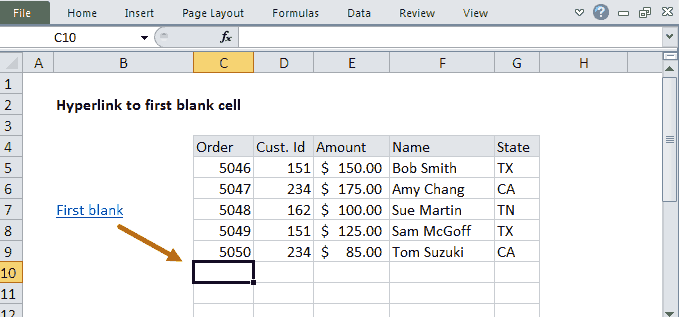 File Home Insert Page Layout Formulas Data Review View
C10 fx
A B C D E F G H
1
2 Hyperlink to first blank cell
3
4 Order Cust. Id Amount Name State
5 5046 151 $ 150.00 Bob Smith TX
6 5047 234 $ 175.00 Amy Chang CA
7 First blank 5048 162 $ 100.00 Sue Martin TN
8 5049 151 $ 125.00 Sam McGoff TX
9 5050 234 $ 85.00 Tom Suzuki CA
10
11
12